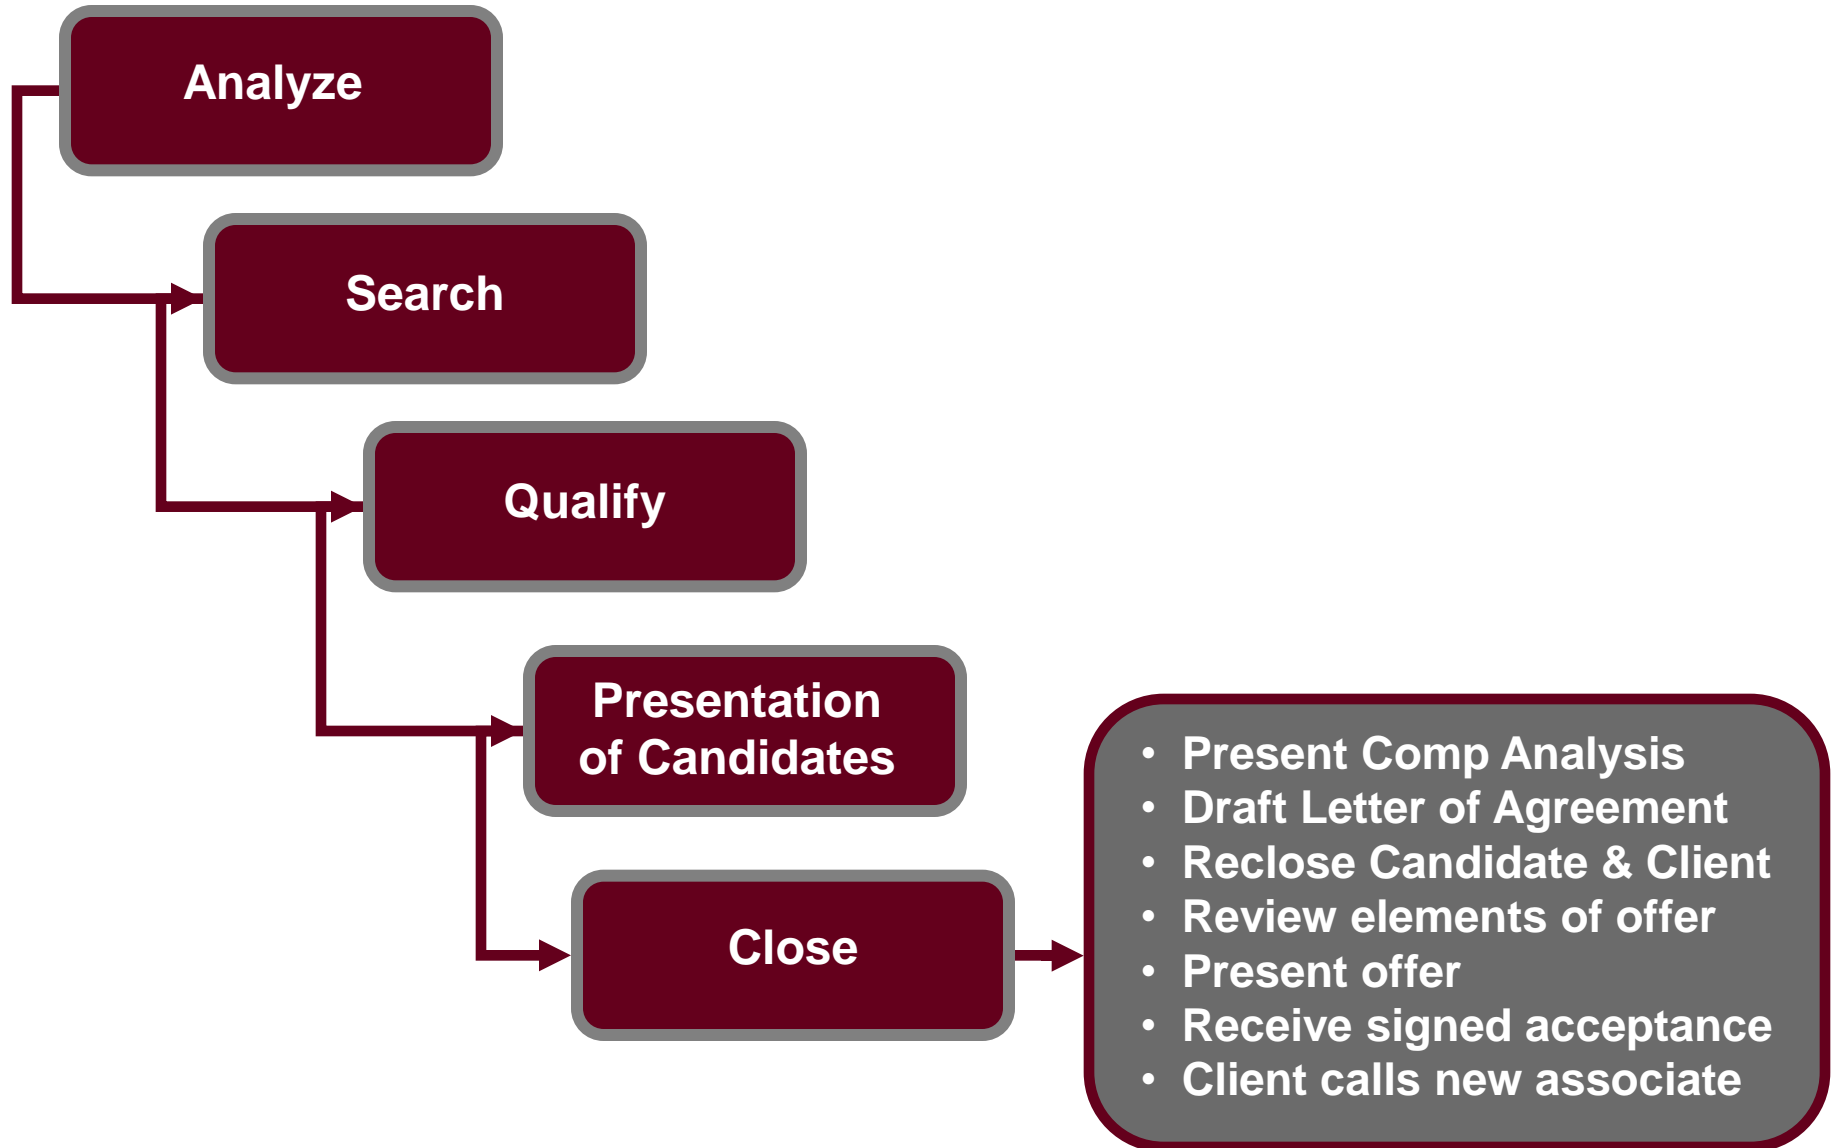 Analyze
Search
Qualify
Presentation
of Candidates
Close
• Present Comp Analysis
• Draft Letter of Agreement
• Reclose Candidate & Client
• Review elements of offer
• Present offer
• Receive signed acceptance
• Client calls new associate